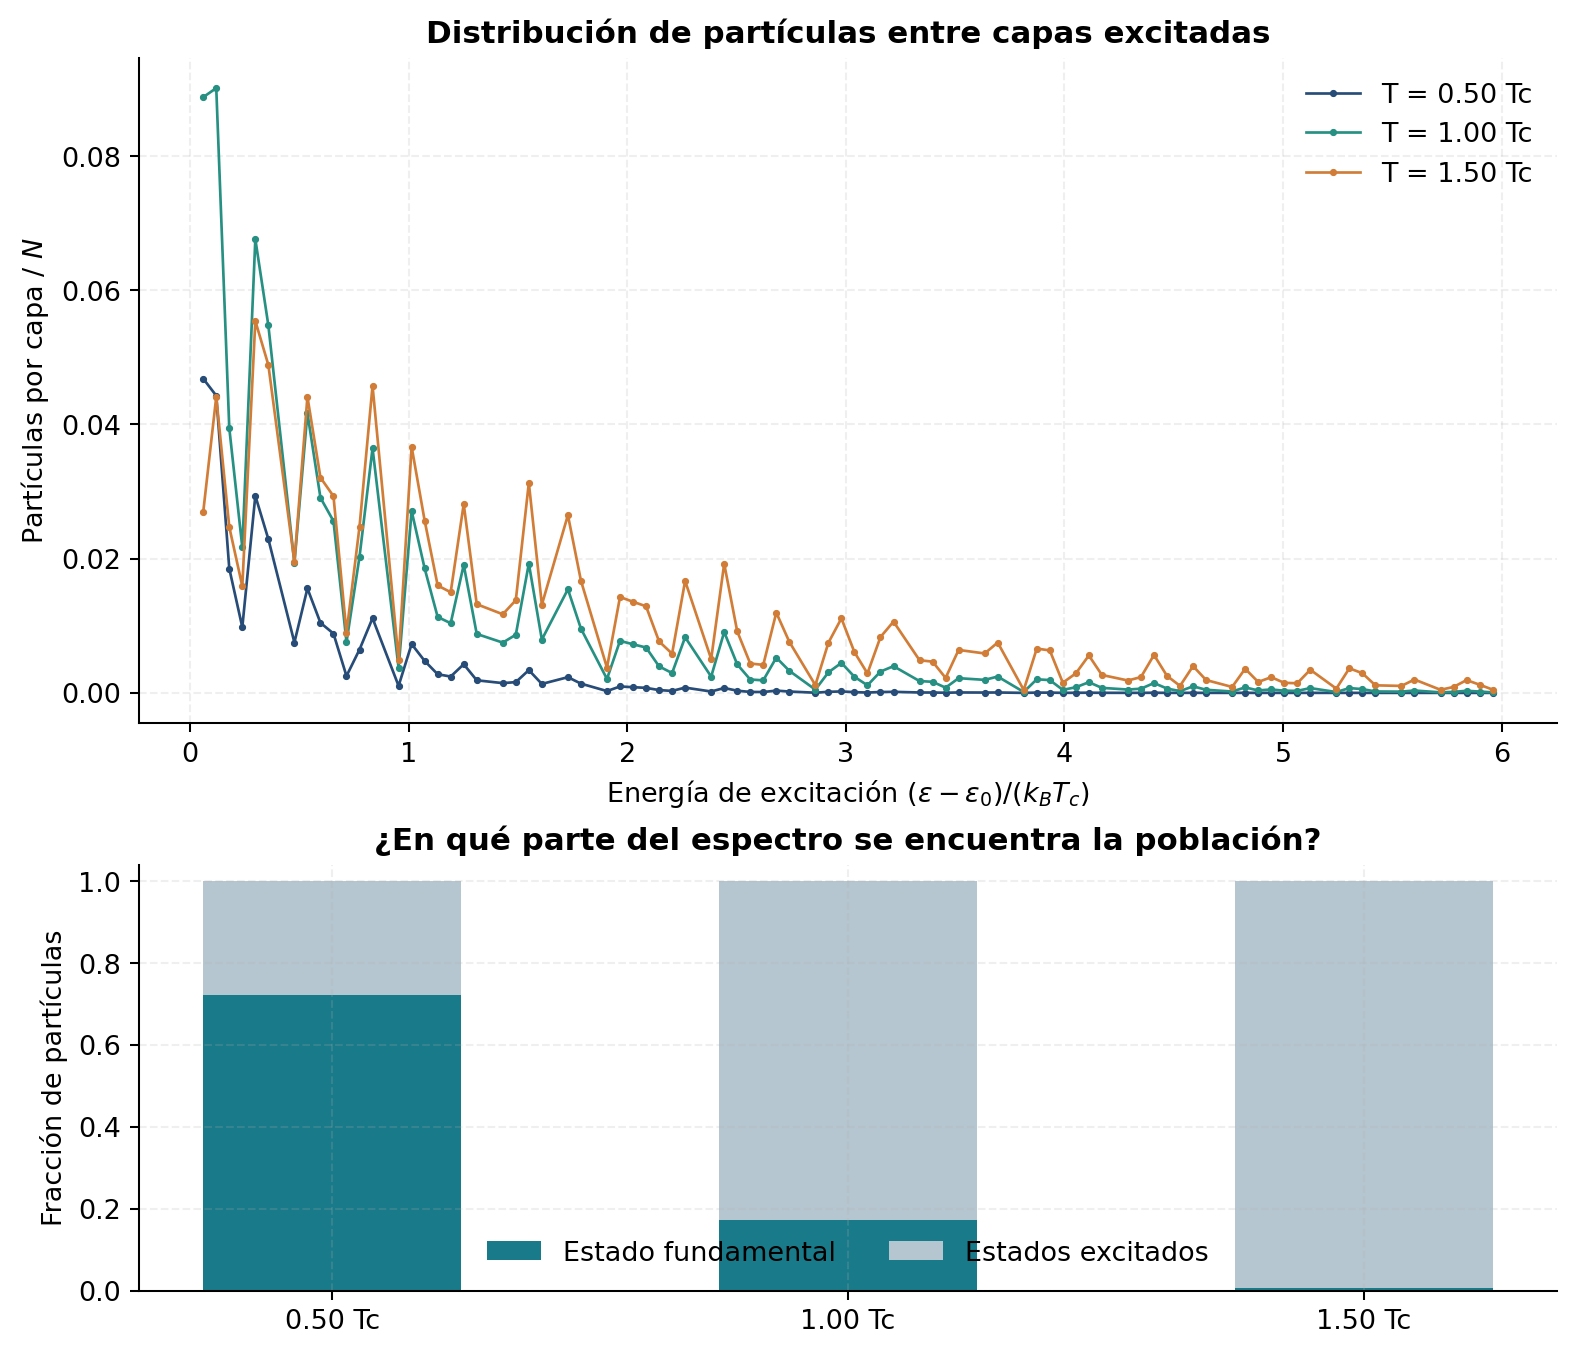 Distribución de partículas entre capas excitadas
T = 0.50 Tc
T = 1.00 Tc
T = 1.50 Tc
Partículas por capa / N
0.08
0.06
0.04
0.02
0.00
0 1 2 3 4 5 6
Energía de excitación (ε − ε₀)/(k_BT_c)
¿En qué parte del espectro se encuentra la población?
Fracción de partículas
1.0
0.8
0.6
0.4
0.2
0.0
Estado fundamental Estados excitados
0.50 Tc 1.00 Tc 1.50 Tc